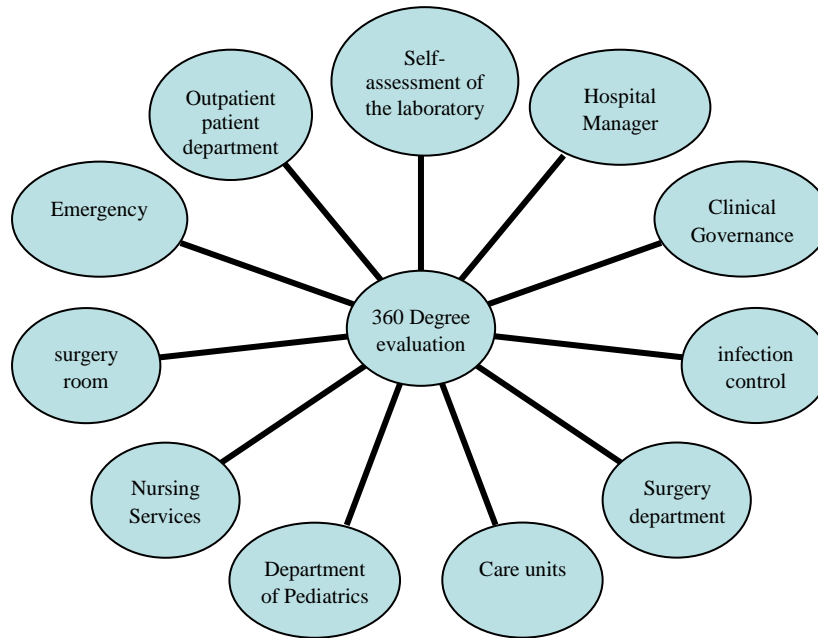 Self-
assessment of
the laboratory
Hospital
Manager
Clinical
Governance
infection
control
Surgery
department
Care units
Department
of Pediatrics
Nursing
Services
surgery
room
Emergency
Outpatient
patient
department
360 Degree
evaluation